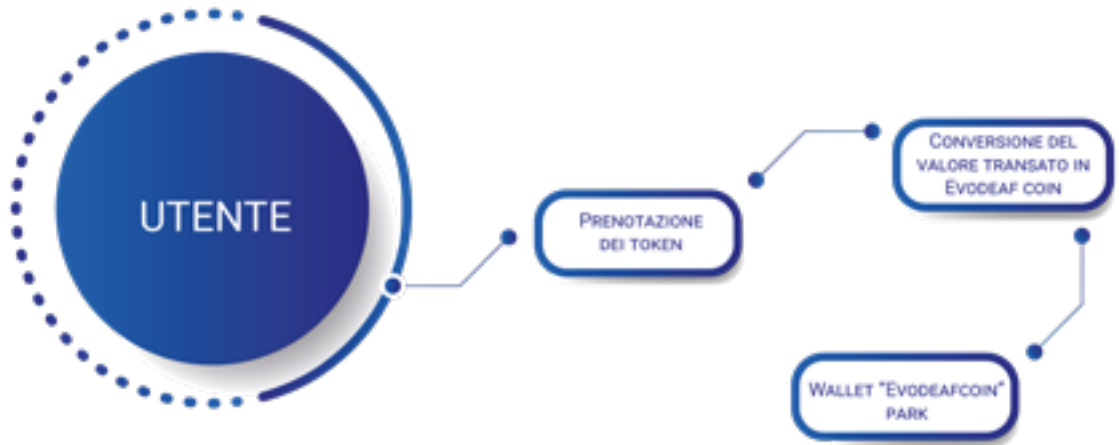 UTENTE
PRENOTAZIONE
DEI TOKEN
CONVERSIONE DEL
VALORE TRANSATO IN
EVODEAF COIN
WALLET "EVODEAFCOIN"
PARK